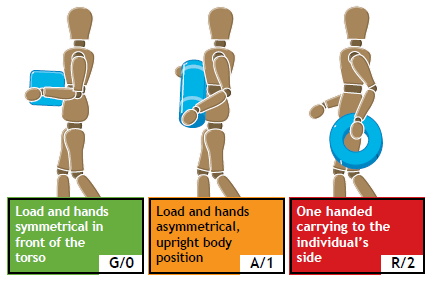 Load and hands
symmetrical in
front of the
torso
G/0
Load and hands
asymmetrical,
upright body
position
A/1
One handed
carrying to the
individual's
side
R/2